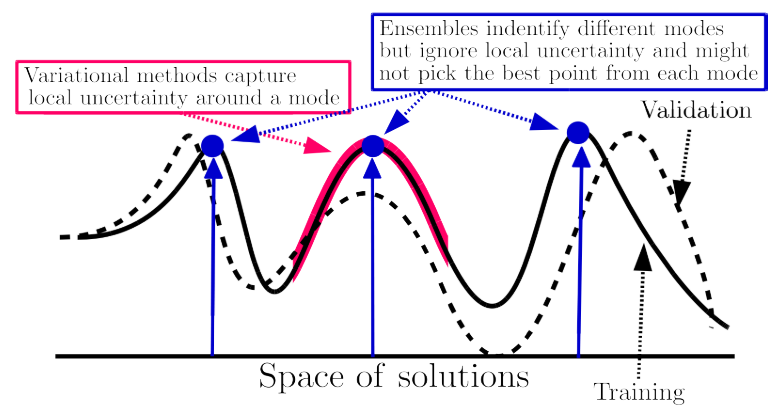 Ensembles indentify different modes
but ignore local uncertainty and might
not pick the best point from each mode
Variational methods capture
local uncertainty around a mode
Validation
Space of solutions
Training